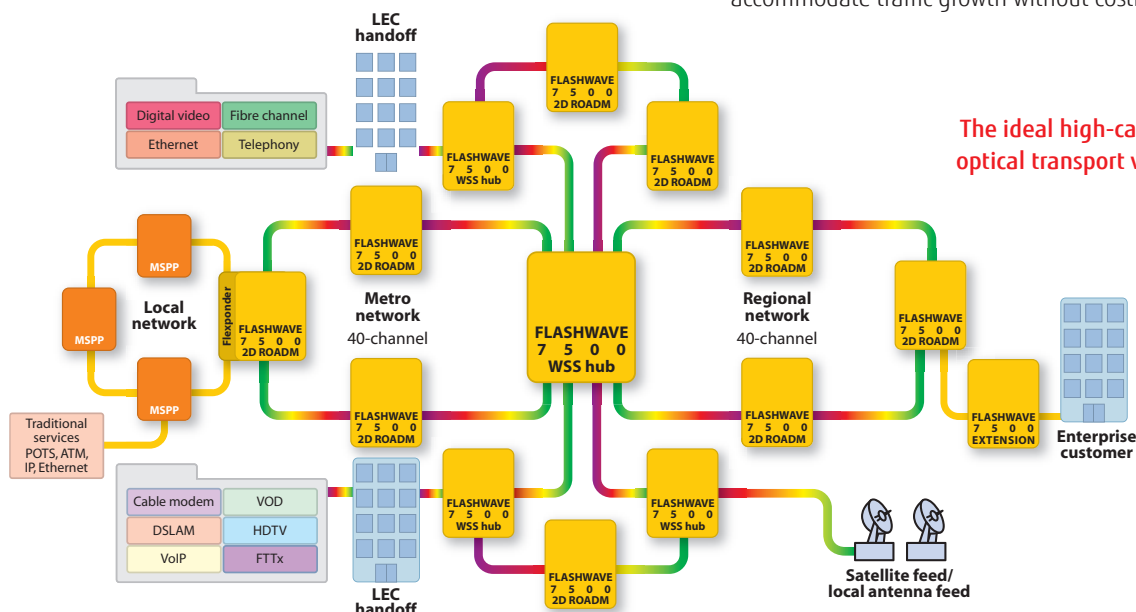 accommodate traffic growth without costl
LEC
handoff
FLASHWAVE
7 5 0 0
2D ROADM
Digital video
Fibre channel
Ethernet
Telephony
FLASHWAVE
7 5 0 0
WSS hub
FLASHWAVE
7 5 0 0
2D ROADM
The ideal high-ca
optical transport v
MSPP
FLASHWAVE
7 5 0 0
2D ROADM
FLASHWAVE
7 5 0 0
2D ROADM
MSPP
Local
network
Flexponder
FLASHWAVE
7 5 0 0
2D ROADM
Metro
network
40-channel
FLASHWAVE
7 5 0 0
WSS hub
Regional
network
40-channel
FLASHWAVE
7 5 0 0
2D ROADM
MSPP
FLASHWAVE
7 5 0 0
2D ROADM
FLASHWAVE
7 5 0 0
2D ROADM
FLASHWAVE
7 5 0 0
EXTENSION
Enterprise
customer
Traditional
services
POTS, ATM,
IP, Ethernet
Cable modem
VOD
DSLAM
HDTV
VoIP
FTTx
FLASHWAVE
7 5 0 0
WSS hub
FLASHWAVE
7 5 0 0
WSS hub
FLASHWAVE
7 5 0 0
2D ROADM
Satellite feed/
local antenna feed
LEC
handoff